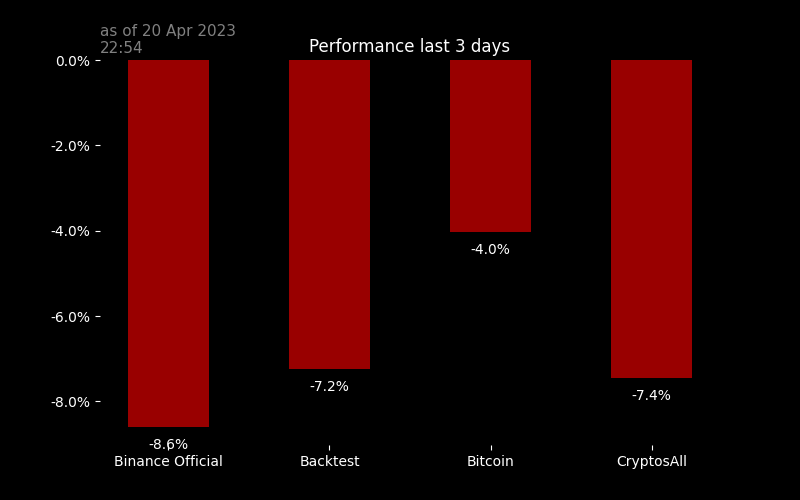 as of 20 Apr 2023
22:54
Performance last 3 days
0.0%
-2.0%
-4.0%
-6.0%
-8.0%
-8.6%
-7.2%
-4.0%
-7.4%
Binance Official
Backtest
Bitcoin
CryptosAll